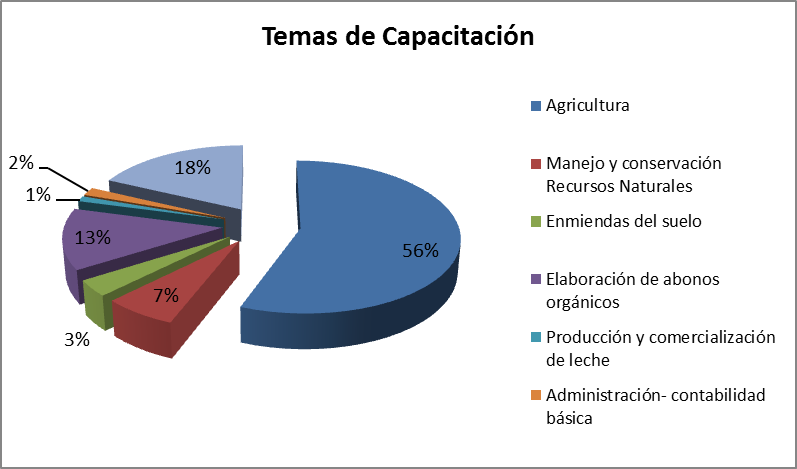 Temas de Capacitación
18%
2%
1%
13%
3%
7%
56%
Agricultura
Manejo y conservación
Recursos Naturales
Enmiendas del suelo
Elaboración de abonos
orgánicos
Producción y comercialización
de leche
Administración- contabilidad
básica